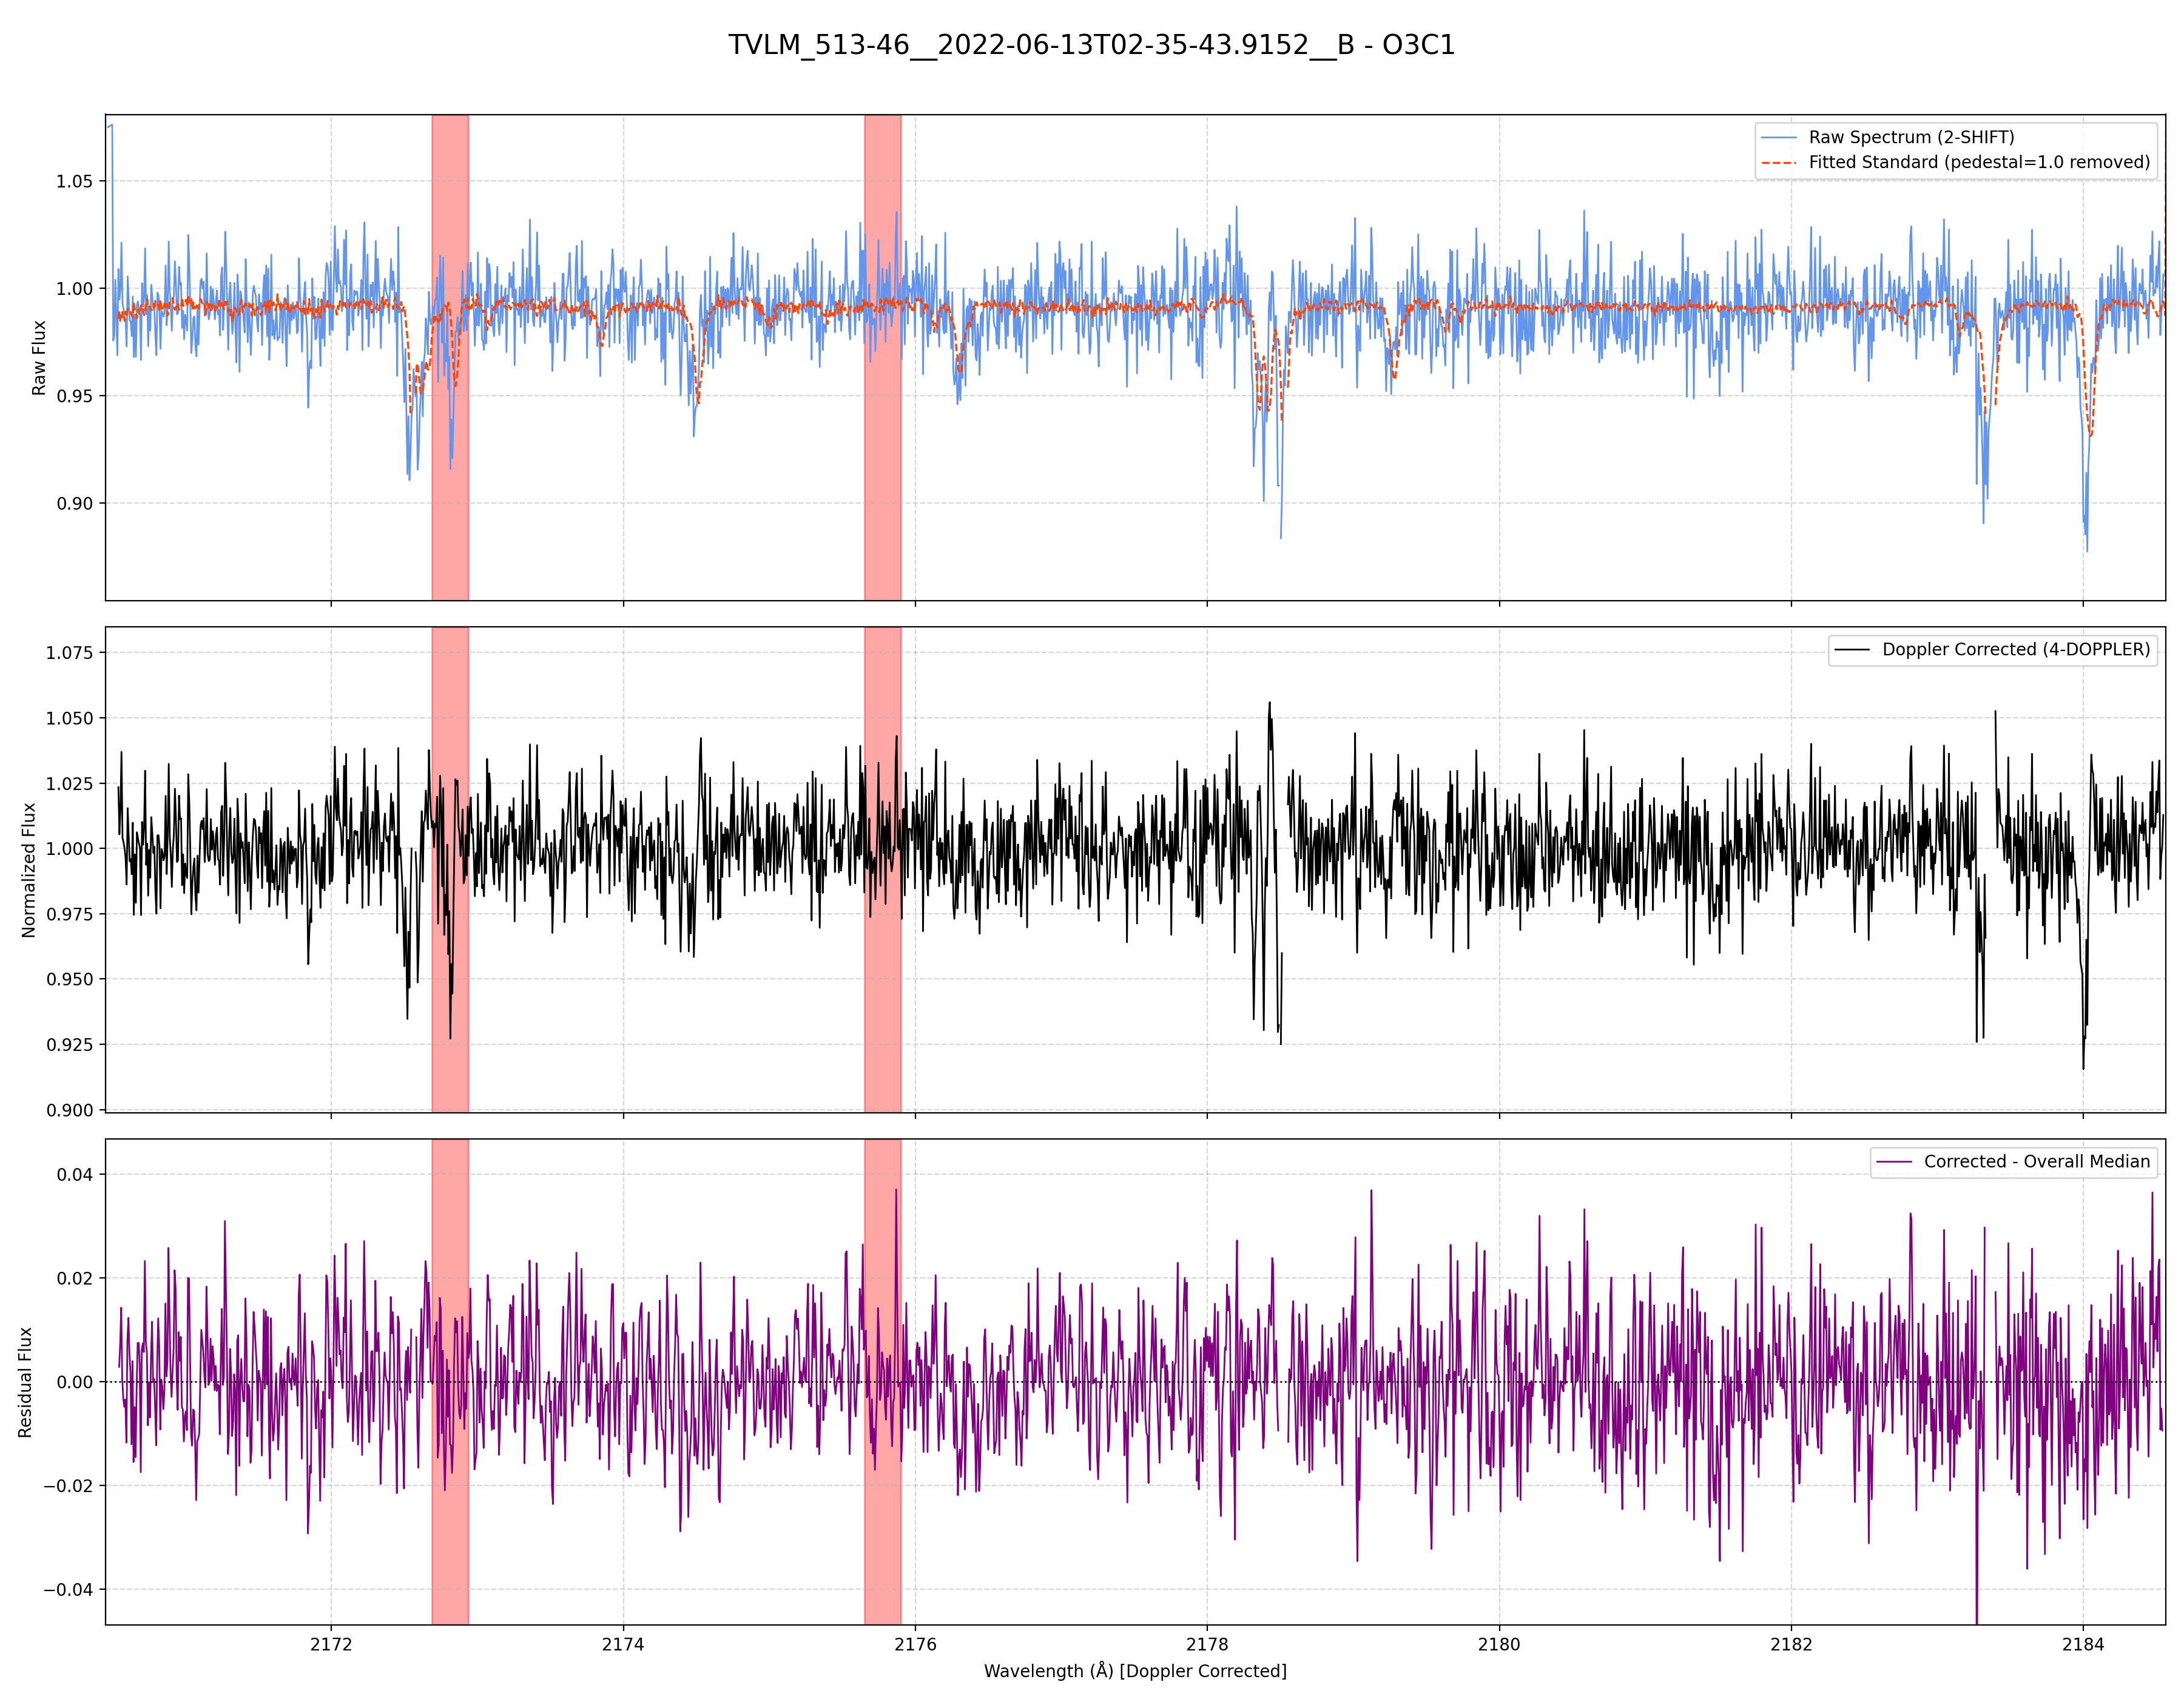 TVLM_513-46__2022-06-13T02-35-43.9152__B - O3C1
Raw Spectrum (2-SHIFT)
Fitted Standard (pedestal=1.0 removed)
Raw Flux
1.05
1.00
0.95
0.90
Doppler Corrected (4-DOPPLER)
Normalized Flux
1.075
1.050
1.025
1.000
0.975
0.950
0.925
0.900
Corrected - Overall Median
Residual Flux
0.04
0.02
0.00
−0.02
−0.04
2172 2174 2176 2178 2180 2182 2184
Wavelength (Å) [Doppler Corrected]